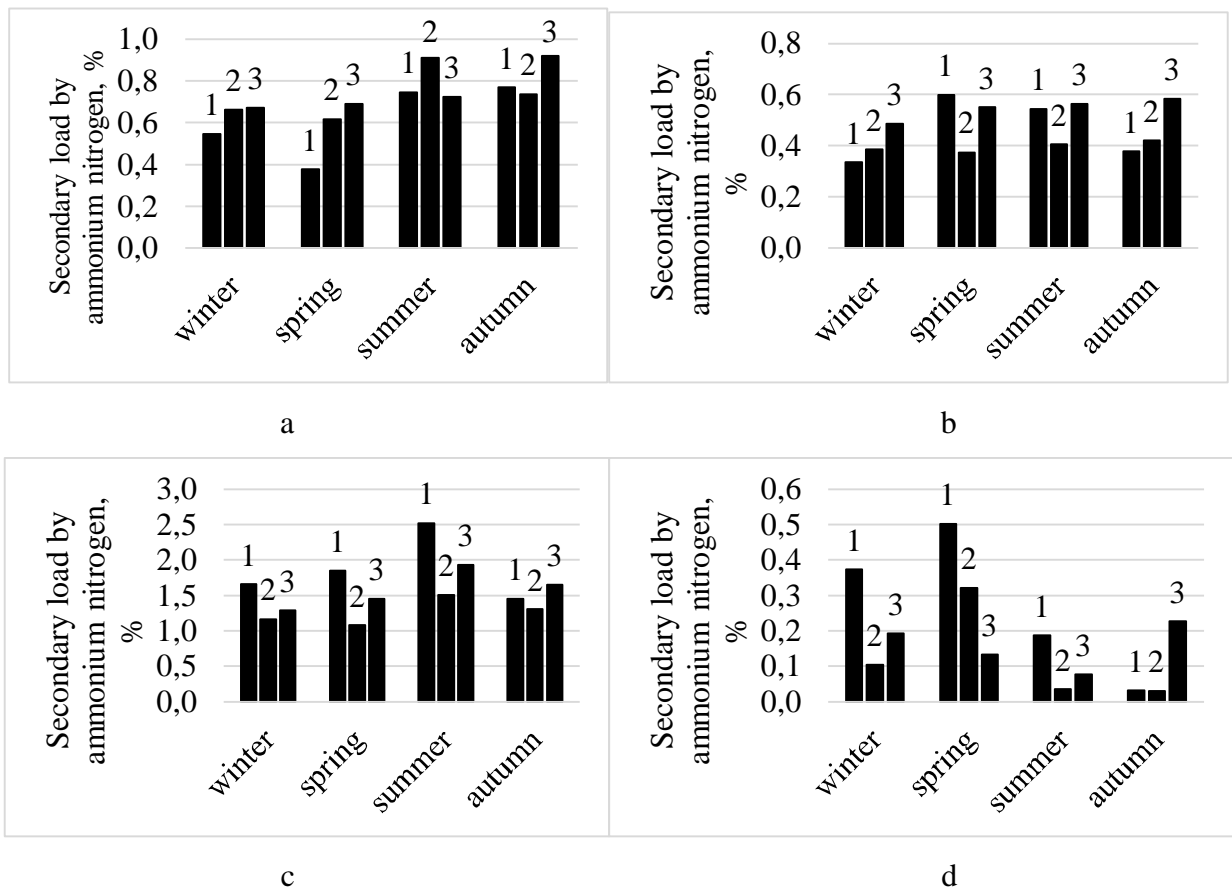 Secondary load by
ammonium nitrogen, %
1,0
0,8
0,6
0,4
0,2
0,0
1 2 3
1 2 3
1 2 3
1 2 3
winter
spring
summer
autumn
a
Secondary load by
ammonium nitrogen,
%
0,8
0,6
0,4
0,2
0,0
1 2 3
1 2 3
1 2 3
1 2 3
winter
spring
summer
autumn
b
Secondary load by
ammonium nitrogen,
%
3,0
2,5
2,0
1,5
1,0
0,5
0,0
1 2 3
1 2 3
1 2 3
1 2 3
winter
spring
summer
autumn
c
Secondary load by
ammonium nitrogen,
%
0,6
0,5
0,4
0,3
0,2
0,1
0,0
1 2 3
1 2 3
1 2 3
1 2 3
winter
spring
summer
autumn
d